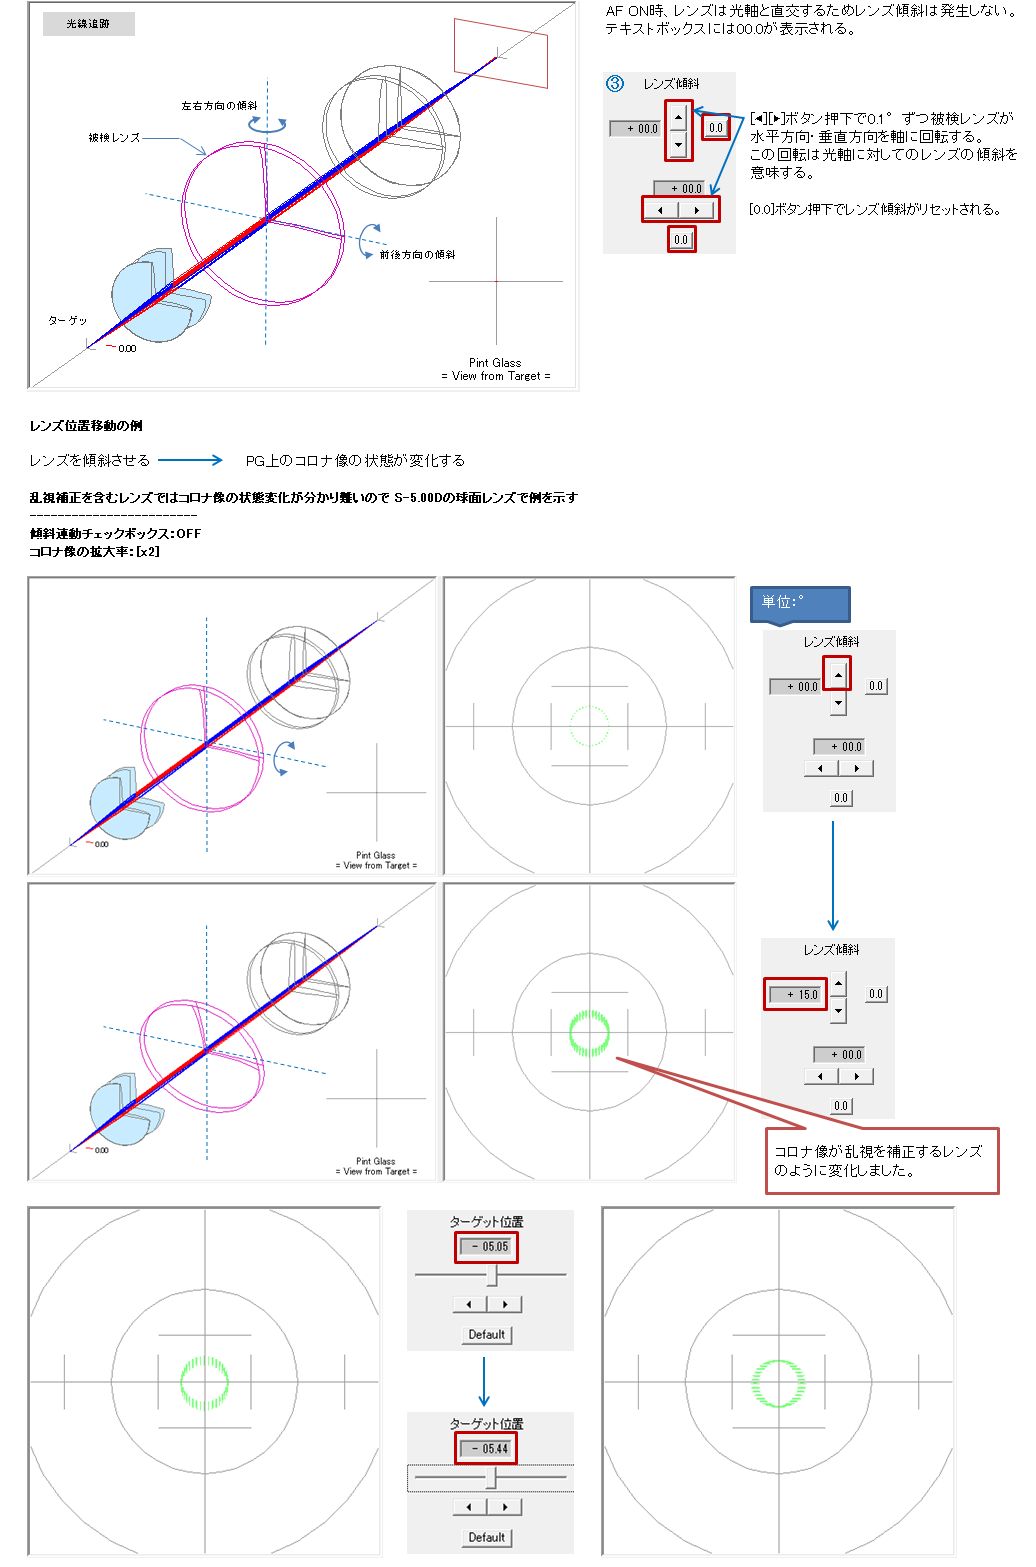 光線追跡
左右方向の傾斜
被検レンズ
前後方向の傾斜
ターゲッ
0.00
Pint Glass
= View from Target =
AF ON時、レンズは光軸と直交するためレンズ傾斜は発生しない。
テキストボックスには00.0が表示される。
③
レンズ傾斜
+ 00.0
▲
▼
0.0
+ 00.0
◀ ▶
0.0
[◀][▶]ボタン押下で0.1°ずつ被検レンズが
水平方向・垂直方向を軸に回転する。
この回転は光軸に対してのレンズの傾斜を
意味する。
[0.0]ボタン押下でレンズ傾斜がリセットされる。
レンズ位置移動の例
レンズを傾斜させる
PG上のコロナ像の状態が変化する
乱視補正を含むレンズではコロナ像の状態変化が分かり難いので S-5.00Dの球面レンズで例を示す
------------------------
傾斜連動チェックボックス：OFF
コロナ像の拡大率：[x2]
0.00
Pint Glass
= View from Target =
単位：°
レンズ傾斜
+ 00.0
▲
▼
0.0
+ 00.0
◀ ▶
0.0
0.00
Pint Glass
= View from Target =
レンズ傾斜
+ 15.0
▲
▼
0.0
+ 00.0
◀ ▶
0.0
コロナ像が乱視を補正するレンズ
のように変化しました。
ターゲット位置
- 05.05
◀ ▶
Default
ターゲット位置
- 05.44
◀ ▶
Default